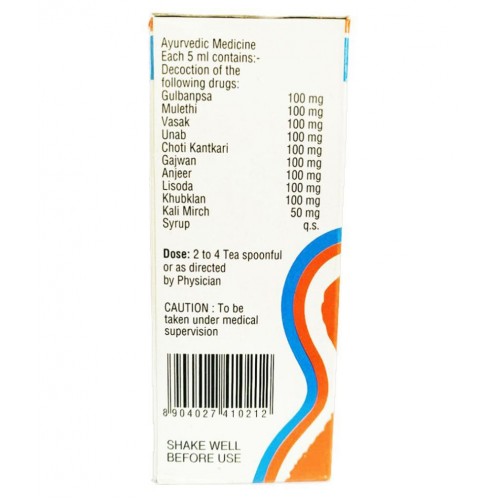 Ayurvedic Medicine
Each 5 ml contains:-
Decoction of the
following drugs:
Gulbanpsa 100 mg
Mulethi 100 mg
Vasak 100 mg
Unab 100 mg
Choti Kantkari 100 mg
Gajwan 100 mg
Anjeer 100 mg
Lisoda 100 mg
Khubklan 100 mg
Kali Mirch 50 mg
Syrup q.s.
Dose: 2 to 4 Tea spoonful
or as directed
by Physician
CAUTION : To be
taken under medical
supervision
8 904027 410212
SHAKE WELL
BEFORE USE